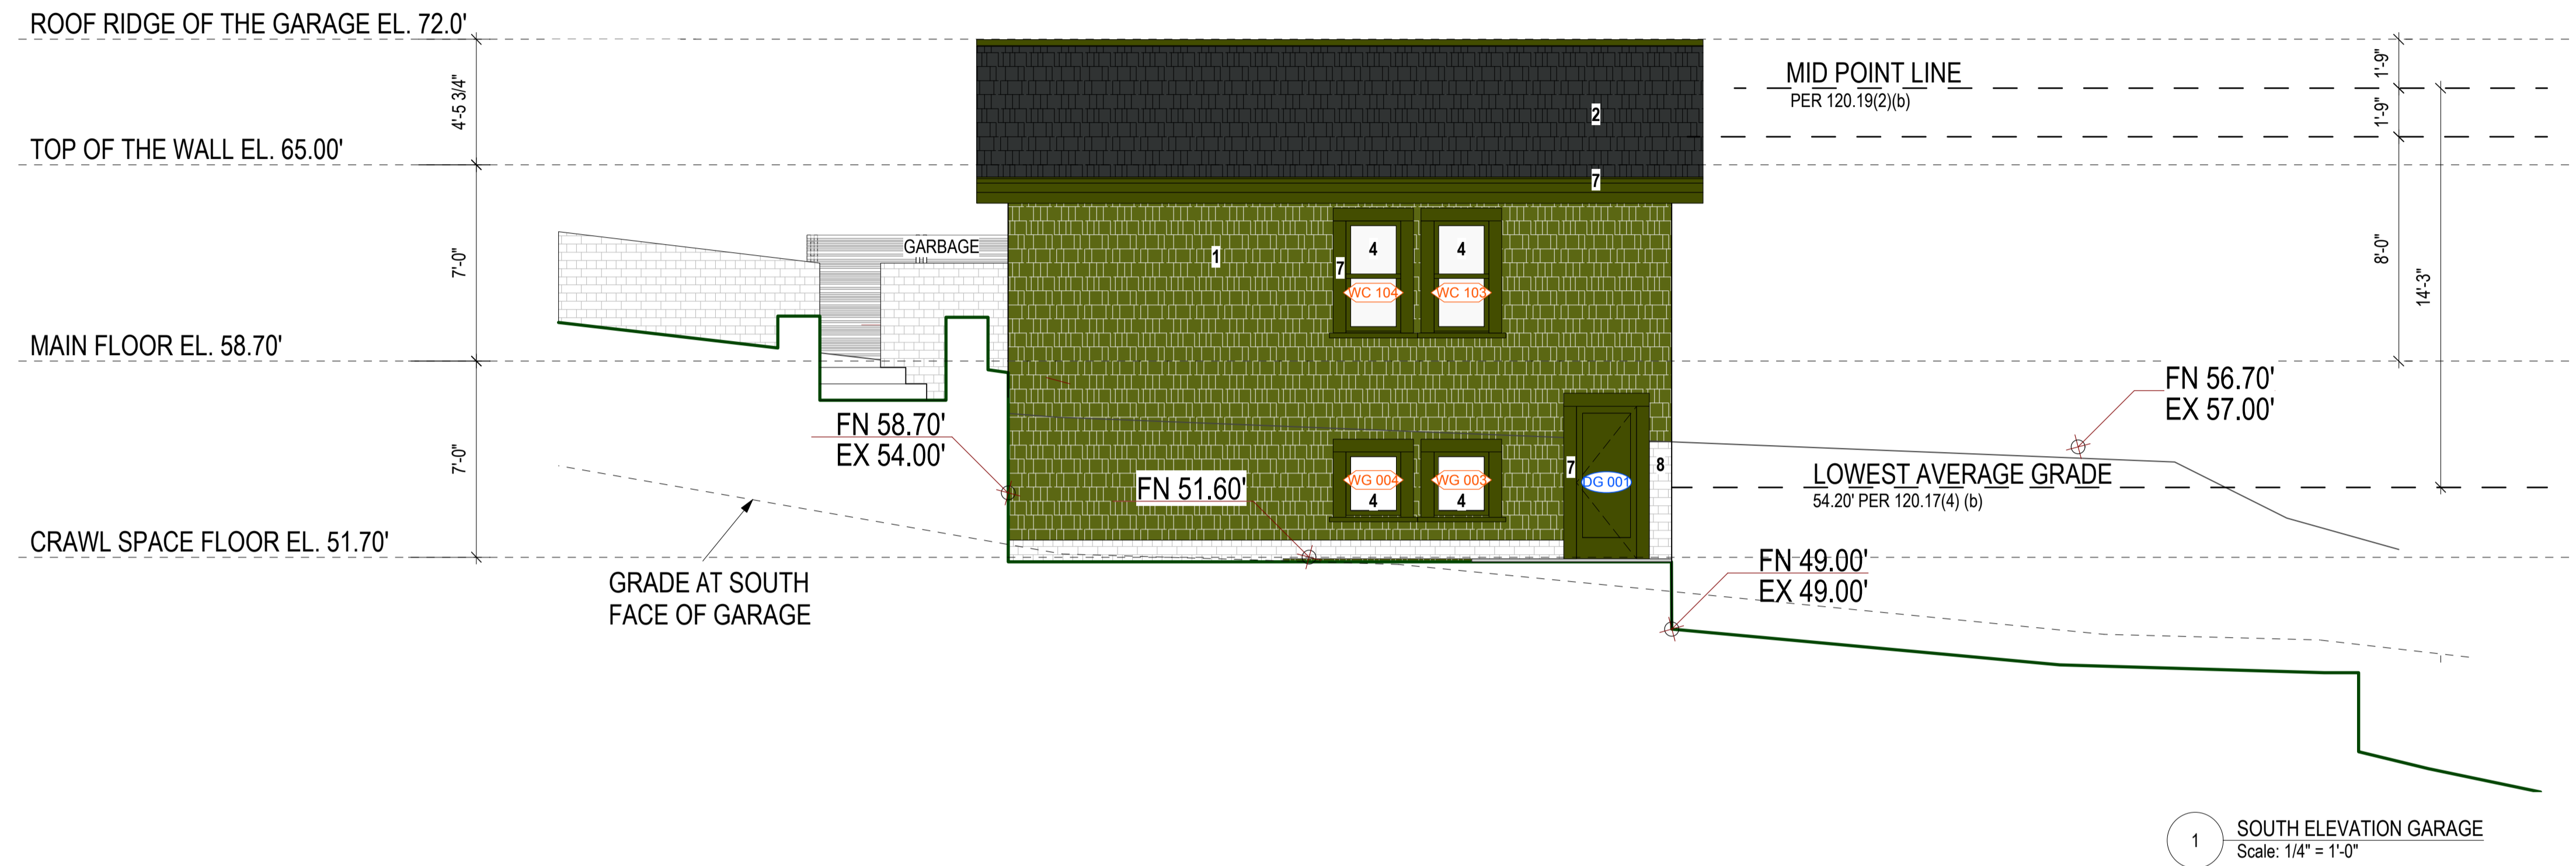 ROOF RIDGE OF THE GARAGE EL. 72.0'
4'-5 3/4"
TOP OF THE WALL EL. 65.00'
7'-0"
MAIN FLOOR EL. 58.70'
7'-0"
CRAWL SPACE FLOOR EL. 51.70'
GARBAGE
FN 58.70'
EX 54.00'
GRADE AT SOUTH
FACE OF GARAGE
FN 51.60'
2
7
1
4
4
7
WC 104
WC 103
WG 004
WG 003
4
4
7
DG 001
8
MID POINT LINE
PER 120.19(2)(b)
1'-9"
1'-9"
8'-0"
14'-3"
FN 56.70'
EX 57.00'
LOWEST AVERAGE GRADE
54.20' PER 120.17(4) (b)
FN 49.00'
EX 49.00'
1
SOUTH ELEVATION GARAGE
Scale: 1/4" = 1'-0"